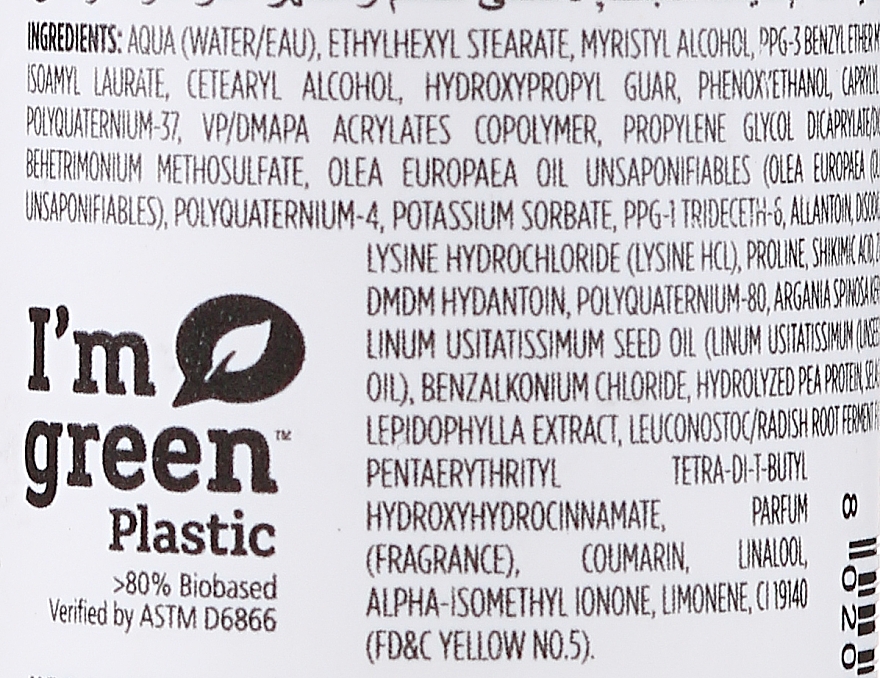 INGREDIENTS: AQUA (WATER/EAU), ETHYLHEXYL STEARATE, MYRISTYL ALCOHOL, PPG-3 BENZYL ETHER
ISOAMYL LAURATE, CETEARYL ALCOHOL, HYDROXYPROPYL GUAR, PHENOXYETHANOL,
POLYQUATERNIUM-37, VP/DMAPA ACRYLATES COPOLYMER, PROPYLENE GLYCOL
BEHETRIMONIUM METHOSULFATE, OLEA EUROPAEA OIL UNSAPONIFIABLES (OLEA EUROPAEA
UNSAPONIFIABLES), POLYQUATERNIUM-4, POTASSIUM SORBATE, PPG-1 TRIDECETH-6, ALLANTOIN,
LYSINE HYDROCHLORIDE (LYSINE HCL), PROLINE, SHIKIMIC ACID,
DMDM HYDANTOIN, POLYQUATERNIUM-80, ARGANIA SPINOSA
LINUM USITATISSIMUM SEED OIL (LINUM USITATISSIMUM
OIL), BENZALKONIUM CHLORIDE, HYDROLYZED PEA PROTEIN,
LEPIDOPHYLLA EXTRACT, LEUCONOSTOC/RADISH ROOT FERMENT
PENTAERYTHRITYL TETRA-DI-T-BUTYL
HYDROXYHYDROCINNAMATE, PARFUM
(FRAGRANCE), COUMARIN, LINALOOL,
ALPHA-ISOMETHYL IONONE, LIMONENE, CI 19140
(FD&C YELLOW NO.5).
I'm
green™
Plastic
>80% Biobased
Verified by ASTM D6866
8 020